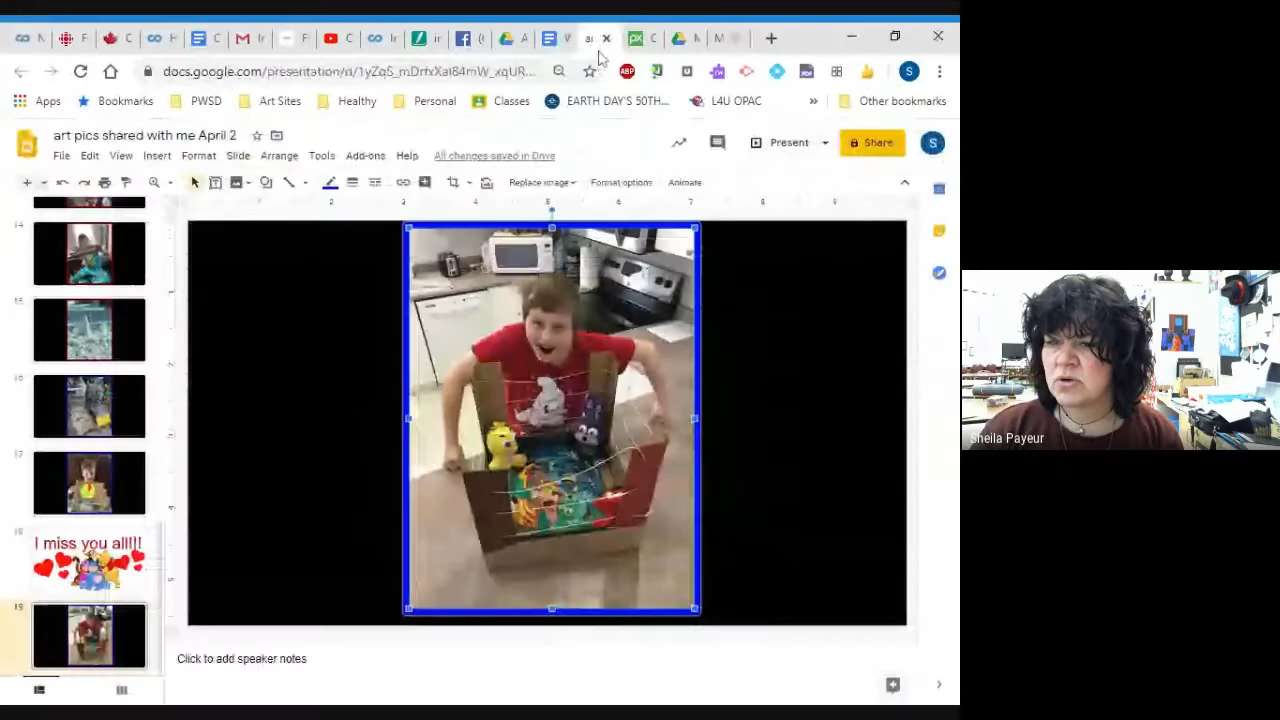 docs.google.com/presentation/d/
Apps
Bookmarks
PWSD
Art Sites
Healthy
Personal
Classes
EARTH DAY'S 50TH...
L4U OPAC
»
Other bookmarks
art pics shared with me April 2
File Edit View Insert Format Slide Arrange Tools Add-ons Help All changes saved in Drive
Present
Share
S
Replace image
Format options
Animate
I miss you all!!!
Click to add speaker notes
Sheila Payeur